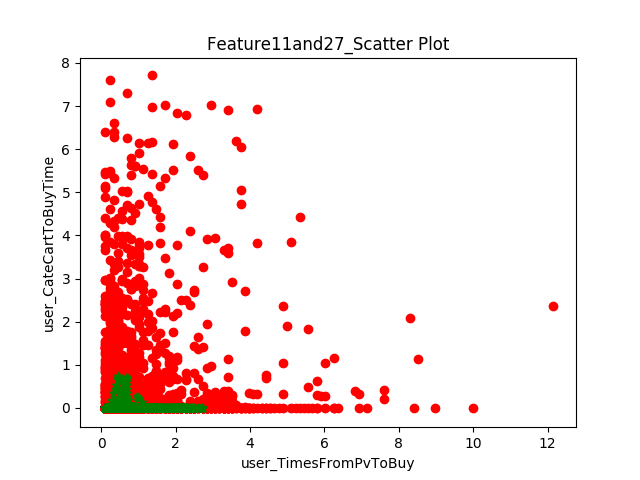 Feature11and27_Scatter Plot
8
7
6
5
4
3
2
1
0
user_CateCartToBuyTime
0 2 4 6 8 10 12
user_TimesFromPvToBuy